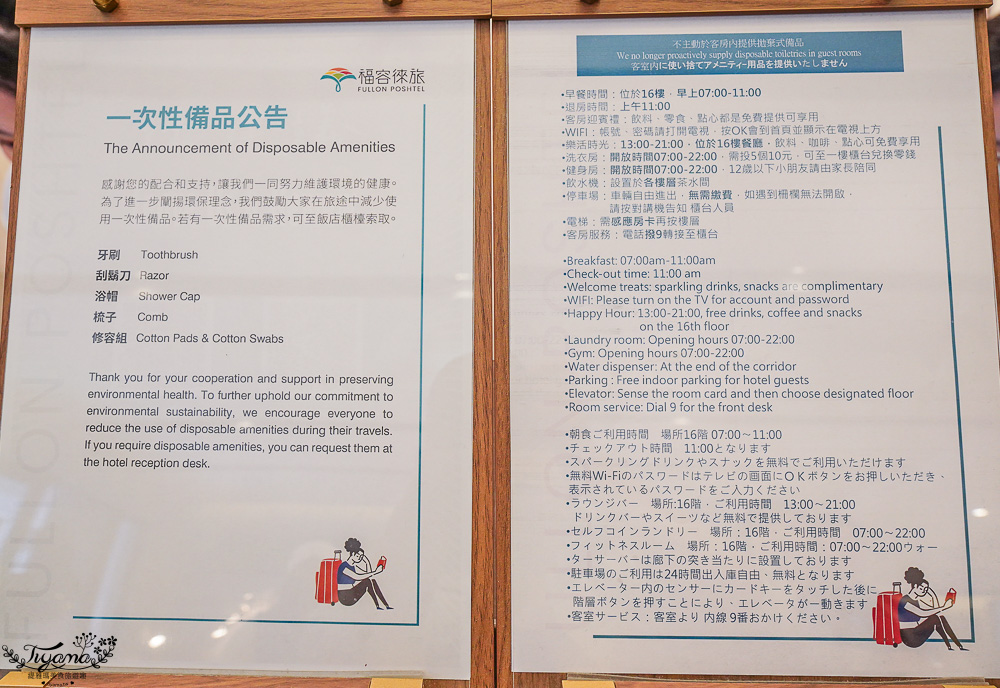 福容徠旅
FULLON POSHTEL
一次性備品公告
The Announcement of Disposable Amenities
感謝您的配合和支持，讓我們一同努力維護環境的健康。
為了進一步闡揚環保理念，我們鼓勵大家在旅途中減少使
用一次性備品。若有一次性備品需求，可至飯店櫃檯索取。
牙刷 Toothbrush
刮鬍刀 Razor
浴帽 Shower Cap
梳子 Comb
修容組 Cotton Pads & Cotton Swabs
Thank you for your cooperation and support in preserving
environmental health. To further uphold our commitment to
environmental sustainability, we encourage everyone to
reduce the use of disposable amenities during their travels.
If you require disposable amenities, you can request them at
the hotel reception desk.
不主動於客房內提供拋棄式備品
We no longer proactively supply disposable toiletries in guest rooms
客室内に使い捨てアメニティ用品を提供いたしません
•早餐時間：位於16樓，早上07:00-11:00
•退房時間：上午11:00
•客房迎賓禮：飲料、零食、點心都是免費提供可享用
•WIFI：帳號、密碼請打開電視，按OK會到首頁並顯示在電視上方
•樂活時光：13:00-21:00，位於16樓餐廳，飲料、咖啡、點心可免費享用
•洗衣房：開放時間07:00-22:00，需投5個10元，可至一樓櫃台兌換零錢
•健身房：開放時間07:00-22:00，12歲以下小朋友請由家長陪同
•飲水機：設置於各樓層茶水間
•停車場：車輛自由進出，無需繳費，如遇到柵欄無法開啟，
請按對講機告知 櫃台人員
•電梯：需感應房卡再按樓層
•客房服務：電話撥9轉接至櫃台
•Breakfast: 07:00am-11:00am
•Check-out time: 11:00 am
•Welcome treats: sparkling drinks, snacks are complimentary
•WIFI: Please turn on the TV for account and password
•Happy Hour: 13:00-21:00, free drinks, coffee and snacks
on the 16th floor
•Laundry room: Opening hours 07:00-22:00
•Gym: Opening hours 07:00-22:00
•Water dispenser: At the end of the corridor
•Parking : Free indoor parking for hotel guests
•Elevator: Sense the room card and then choose designated floor
•Room service: Dial 9 for the front desk
•朝食ご利用時間　場所16階 07:00～11:00
•チェックアウト時間　11:00となります
•スパークリングドリンクやスナックを無料でご利用いただけます
•無料Wi-Fiのパスワードはテレビの画面にＯＫボタンをお押しいただき、
表示されているパスワードをご入力ください
•ラウンジバー　場所:16階，ご利用時間　13:00～21:00
ドリンクバーやスイーツなど無料で提供しております
•セルフコインランドリー　場所：16階，ご利用時間　07:00～22:00
•フィットネスルーム　場所：16階，ご利用時間：07:00～22:00ウォー
ターサーバーは廊下の突き当たりに設置しております
•駐車場のご利用は24時間出入庫自由、無料となります
•エレベーター内のセンサーにカードキーをタッチした後に
階層ボタンを押すことにより、エレベータが一動きます
•客室サービス：客室より 内線 9番おかけください。
Tiyama
緹雅瑪美食旅遊趣